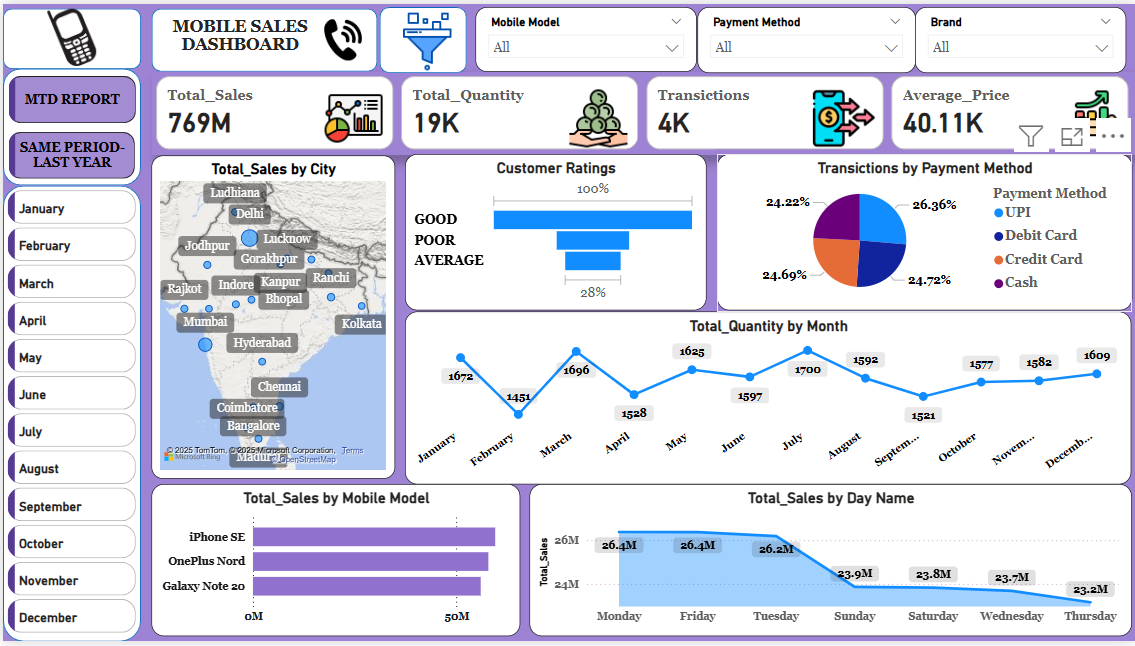 MOBILE SALES
DASHBOARD
Mobile Model
All
Payment Method
All
Brand
All
MTD REPORT
SAME PERIOD-
LAST YEAR
January
February
March
April
May
June
July
August
September
October
November
December
Total_Sales
769M
Total_Quantity
19K
Transictions
4K
Average_Price
40.11K
Total_Sales by City
Ludhiana
Delhi
Jodhpur
Lucknow
Gorakhpur
Rajkot
Indore
Kanpur
Ranchi
Bhopal
Mumbai
Kolkata
Hyderabad
Chennai
Coimbatore
Bangalore
© 2025 TomTom, © 2025 Microsoft Corporation, Terms
Microsoft Bing
OpenStreetMap
Customer Ratings
100%
GOOD
POOR
AVERAGE
28%
Transictions by Payment Method
24.22%
26.36%
24.69%
24.72%
Payment Method
UPI
Debit Card
Credit Card
Cash
Total_Quantity by Month
1672
1451
1696
1528
1625
1597
1700
1592
1521
1577
1582
1609
January
February
March
April
May
June
July
August
Septem...
October
Novem...
Decemb...
Total_Sales by Mobile Model
iPhone SE
OnePlus Nord
Galaxy Note 20
0M
50M
Total_Sales by Day Name
Total_Sales
26M
24M
26.4M
26.4M
26.2M
23.9M
23.8M
23.7M
23.2M
Monday
Friday
Tuesday
Sunday
Saturday
Wednesday
Thursday